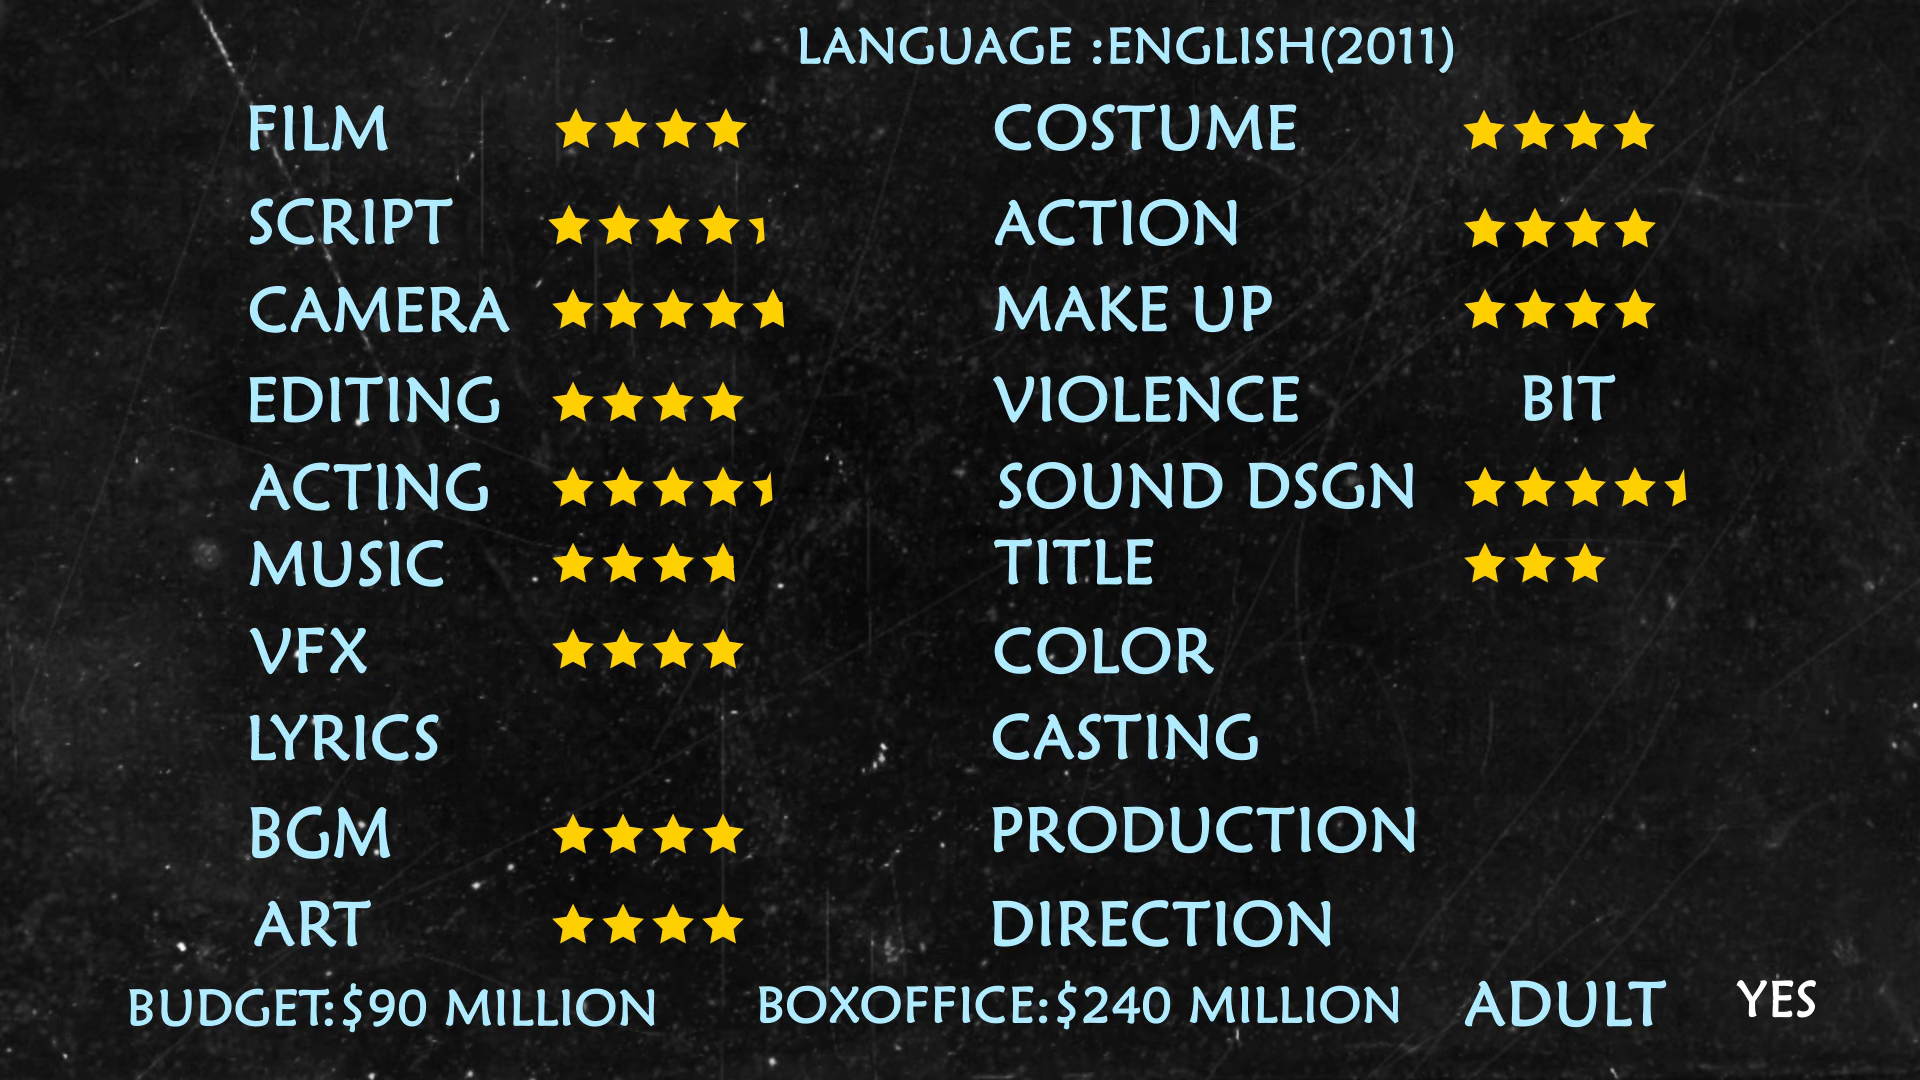 LANGUAGE :ENGLISH(2011)
FILM COSTUME
SCRIPT ACTION
CAMERA MAKE UP
EDITING VIOLENCE BIT
ACTING SOUND DSGN
MUSIC TITLE
VFX COLOR
LYRICS CASTING
BGM PRODUCTION
ART DIRECTION
BUDGET:$90 MILLION BOXOFFICE:$240 MILLION ADULT YES